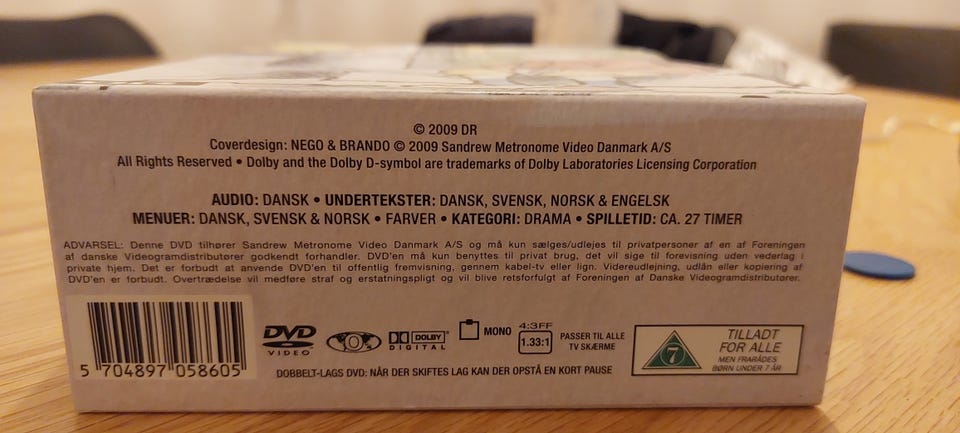 © 2009 DR
Coverdesign: NEGO & BRANDO © 2009 Sandrew Metronome Video Danmark A/S
All Rights Reserved • Dolby and the Dolby D-symbol are trademarks of Dolby Laboratories Licensing Corporation
AUDIO: DANSK • UNDERTEKSTER: DANSK, SVENSK, NORSK & ENGELSK
MENUER: DANSK, SVENSK & NORSK • FARVER • KATEGORI: DRAMA • SPILLETID: CA. 27 TIMER
ADVARSEL: Denne DVD tilhører Sandrew Metronome Video Danmark A/S og må kun sælges/udlejes til privatpersoner af en af Foreningen
af danske Videogramdistributører godkendt forhandler. DVD'en må kun benyttes til privat brug, det vil sige til forevisning uden vederlag i
private hjem. Det er forbudt at anvende DVD'en til offentlig fremvisning, gennem kabel-tv eller lign. Videreudlejning, udlån eller kopiering af
DVD'en er forbudt. Overtrædelse vil medføre straf og erstatningspligt og vil blive retsforfulgt af Foreningen af Danske Videogramdistributører.
5 704897 058605
DVD
VIDEO
0
DOLBY
DIGITAL
MONO
4:3FF
1.33:1
PASSER TIL ALLE
TV SKÆRME
DOBBELT-LAGS DVD: NÅR DER SKIFTES LAG KAN DER OPSTÅ EN KORT PAUSE
7
TILLADT
FOR ALLE
MEN FRARÅDES
BØRN UNDER 7 ÅR